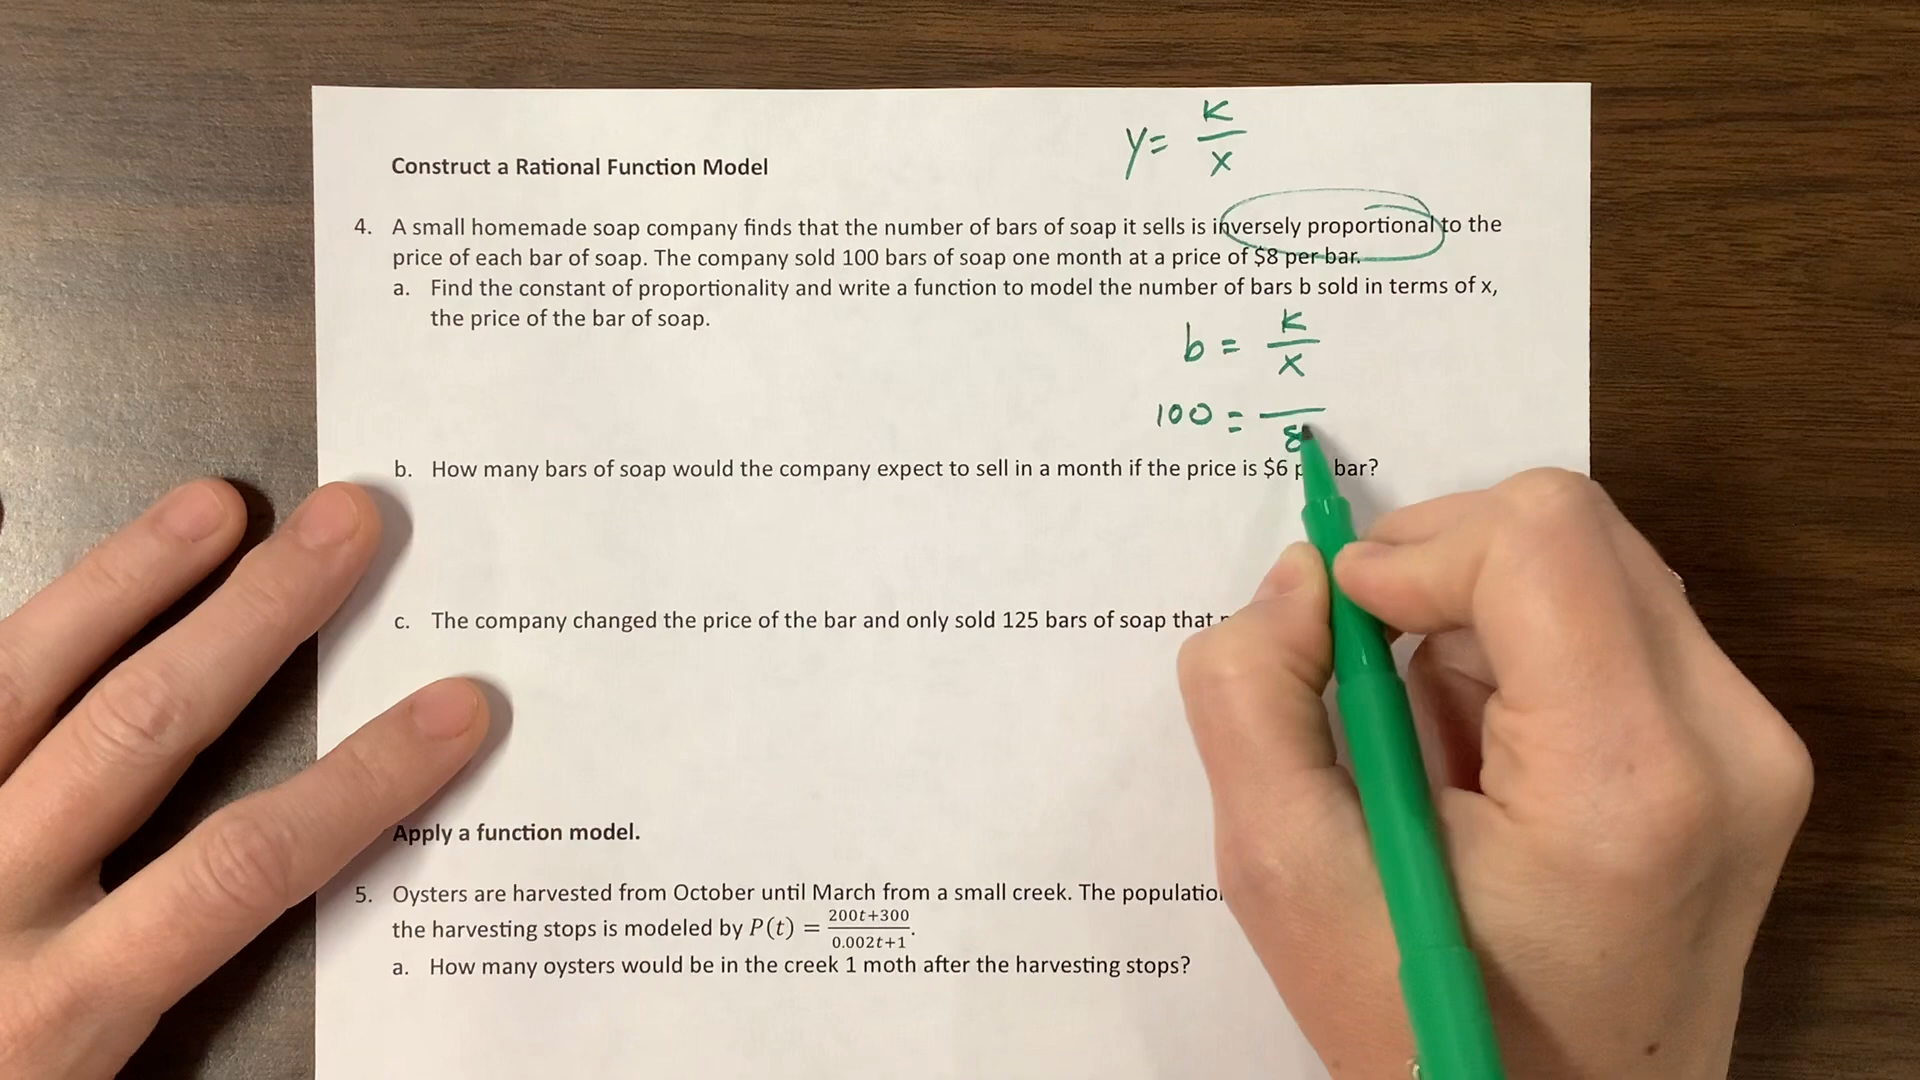 y = K/x
Construct a Rational Function Model
4. A small homemade soap company finds that the number of bars of soap it sells is inversely proportional to the
price of each bar of soap. The company sold 100 bars of soap one month at a price of $8 per bar.
a. Find the constant of proportionality and write a function to model the number of bars b sold in terms of x,
the price of the bar of soap.
b = K/x
100 = /8
b. How many bars of soap would the company expect to sell in a month if the price is $6 p bar?
c. The company changed the price of the bar and only sold 125 bars of soap that
Apply a function model.
5. Oysters are harvested from October until March from a small creek. The
the harvesting stops is modeled by P(t) = 200t+300/0.002t+1.
a. How many oysters would be in the creek 1 moth after the harvesting stops?